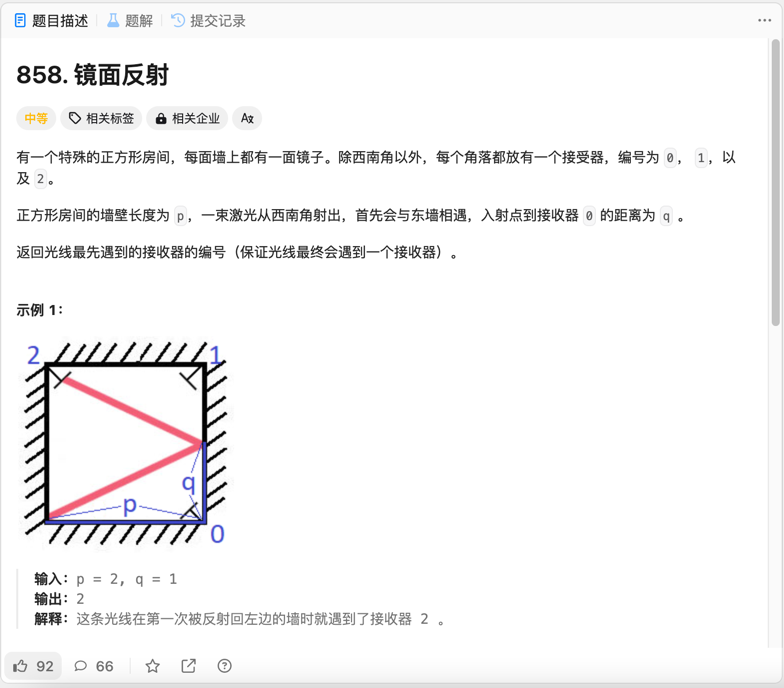 题目描述 题解 提交记录
858. 镜面反射
中等 相关标签 相关企业 Aあ
有一个特殊的正方形房间，每面墙上都有一面镜子。除西南角以外，每个角落都放有一个接受器，编号为 0， 1，以
及 2。
正方形房间的墙壁长度为 p，一束激光从西南角射出，首先会与东墙相遇，入射点到接收器 0 的距离为 q 。
返回光线最先遇到的接收器的编号（保证光线最终会遇到一个接收器）。
示例 1：
2 1
q
p
0
输入：p = 2, q = 1
输出：2
解释：这条光线在第一次被反射回左边的墙时就遇到了接收器 2 。
92 66